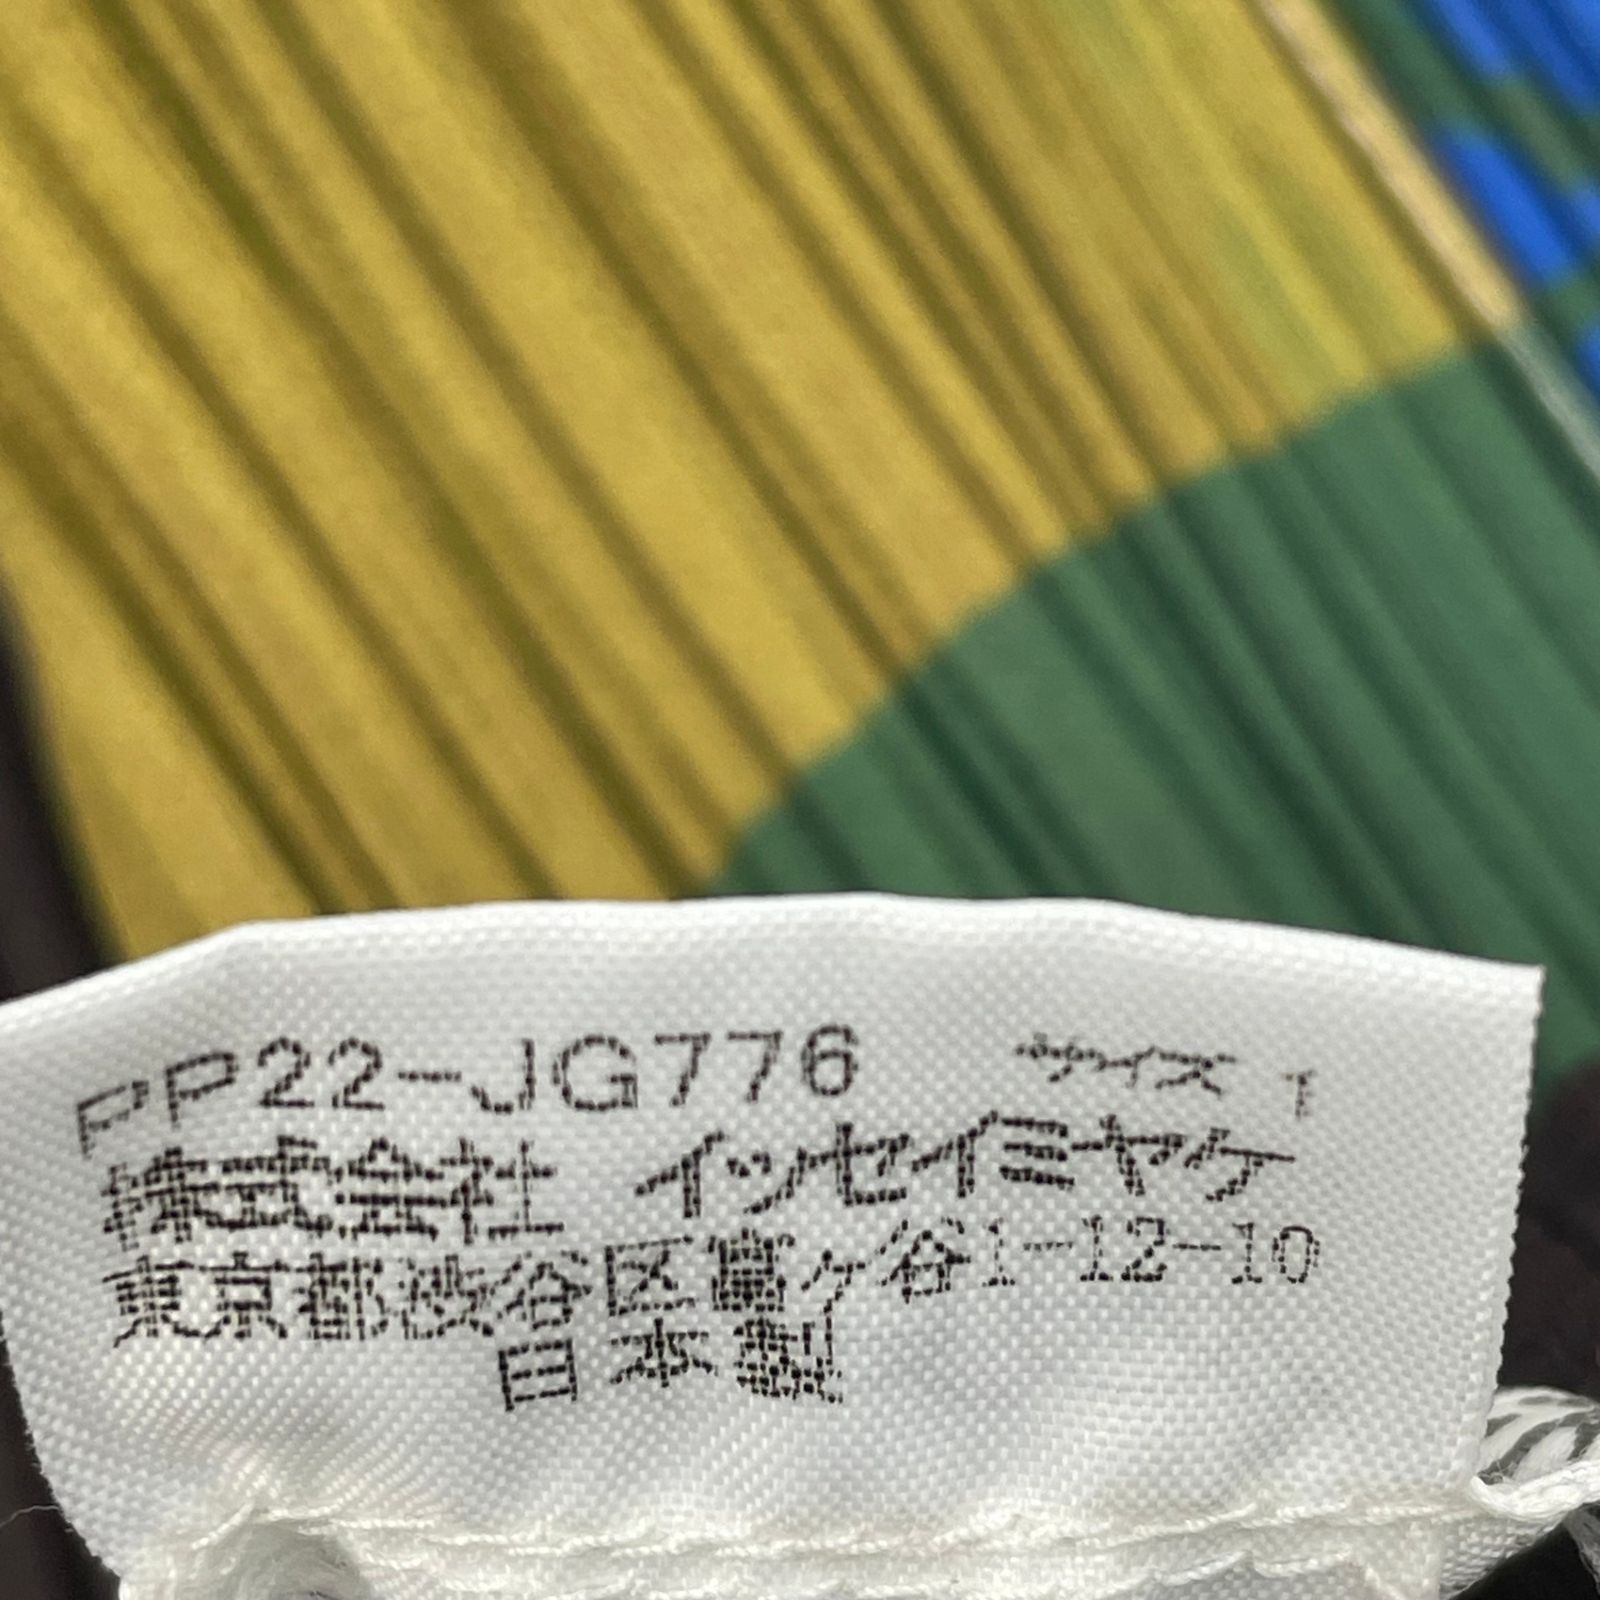 PP22-JG776 サイズ 1
株式会社 イッセイミヤケ
東京都渋谷区富ヶ谷1-12-10
日本製